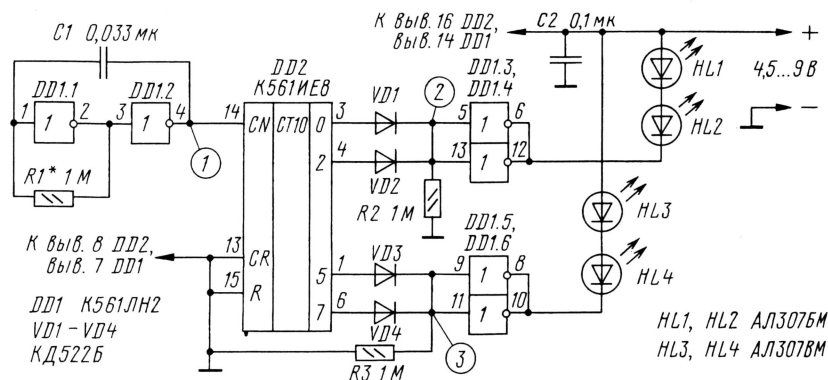 C1 0,033 мк
К выв. 16 DD2,
выв. 14 DD1
C2 0,1 мк
+
4,5...9 В
−
HL1
HL2
DD1.1
1
1
2
DD1.2
3
1
4
1
R1* 1 М
DD2
К561ИЕ8
14
CN
CT10
0
3
2
4
13
CR
15
R
5
1
7
6
VD1
VD2
2
R2 1 М
DD1.3,
DD1.4
5
1
6
13
1
12
HL3
HL4
К выв. 8 DD2,
выв. 7 DD1
VD3
VD4
3
R3 1 М
DD1.5,
DD1.6
9
1
8
11
1
10
DD1 К561ЛН2
VD1 − VD4
КД522Б
HL1, HL2 АЛ307БМ
HL3, HL4 АЛ307ВМ